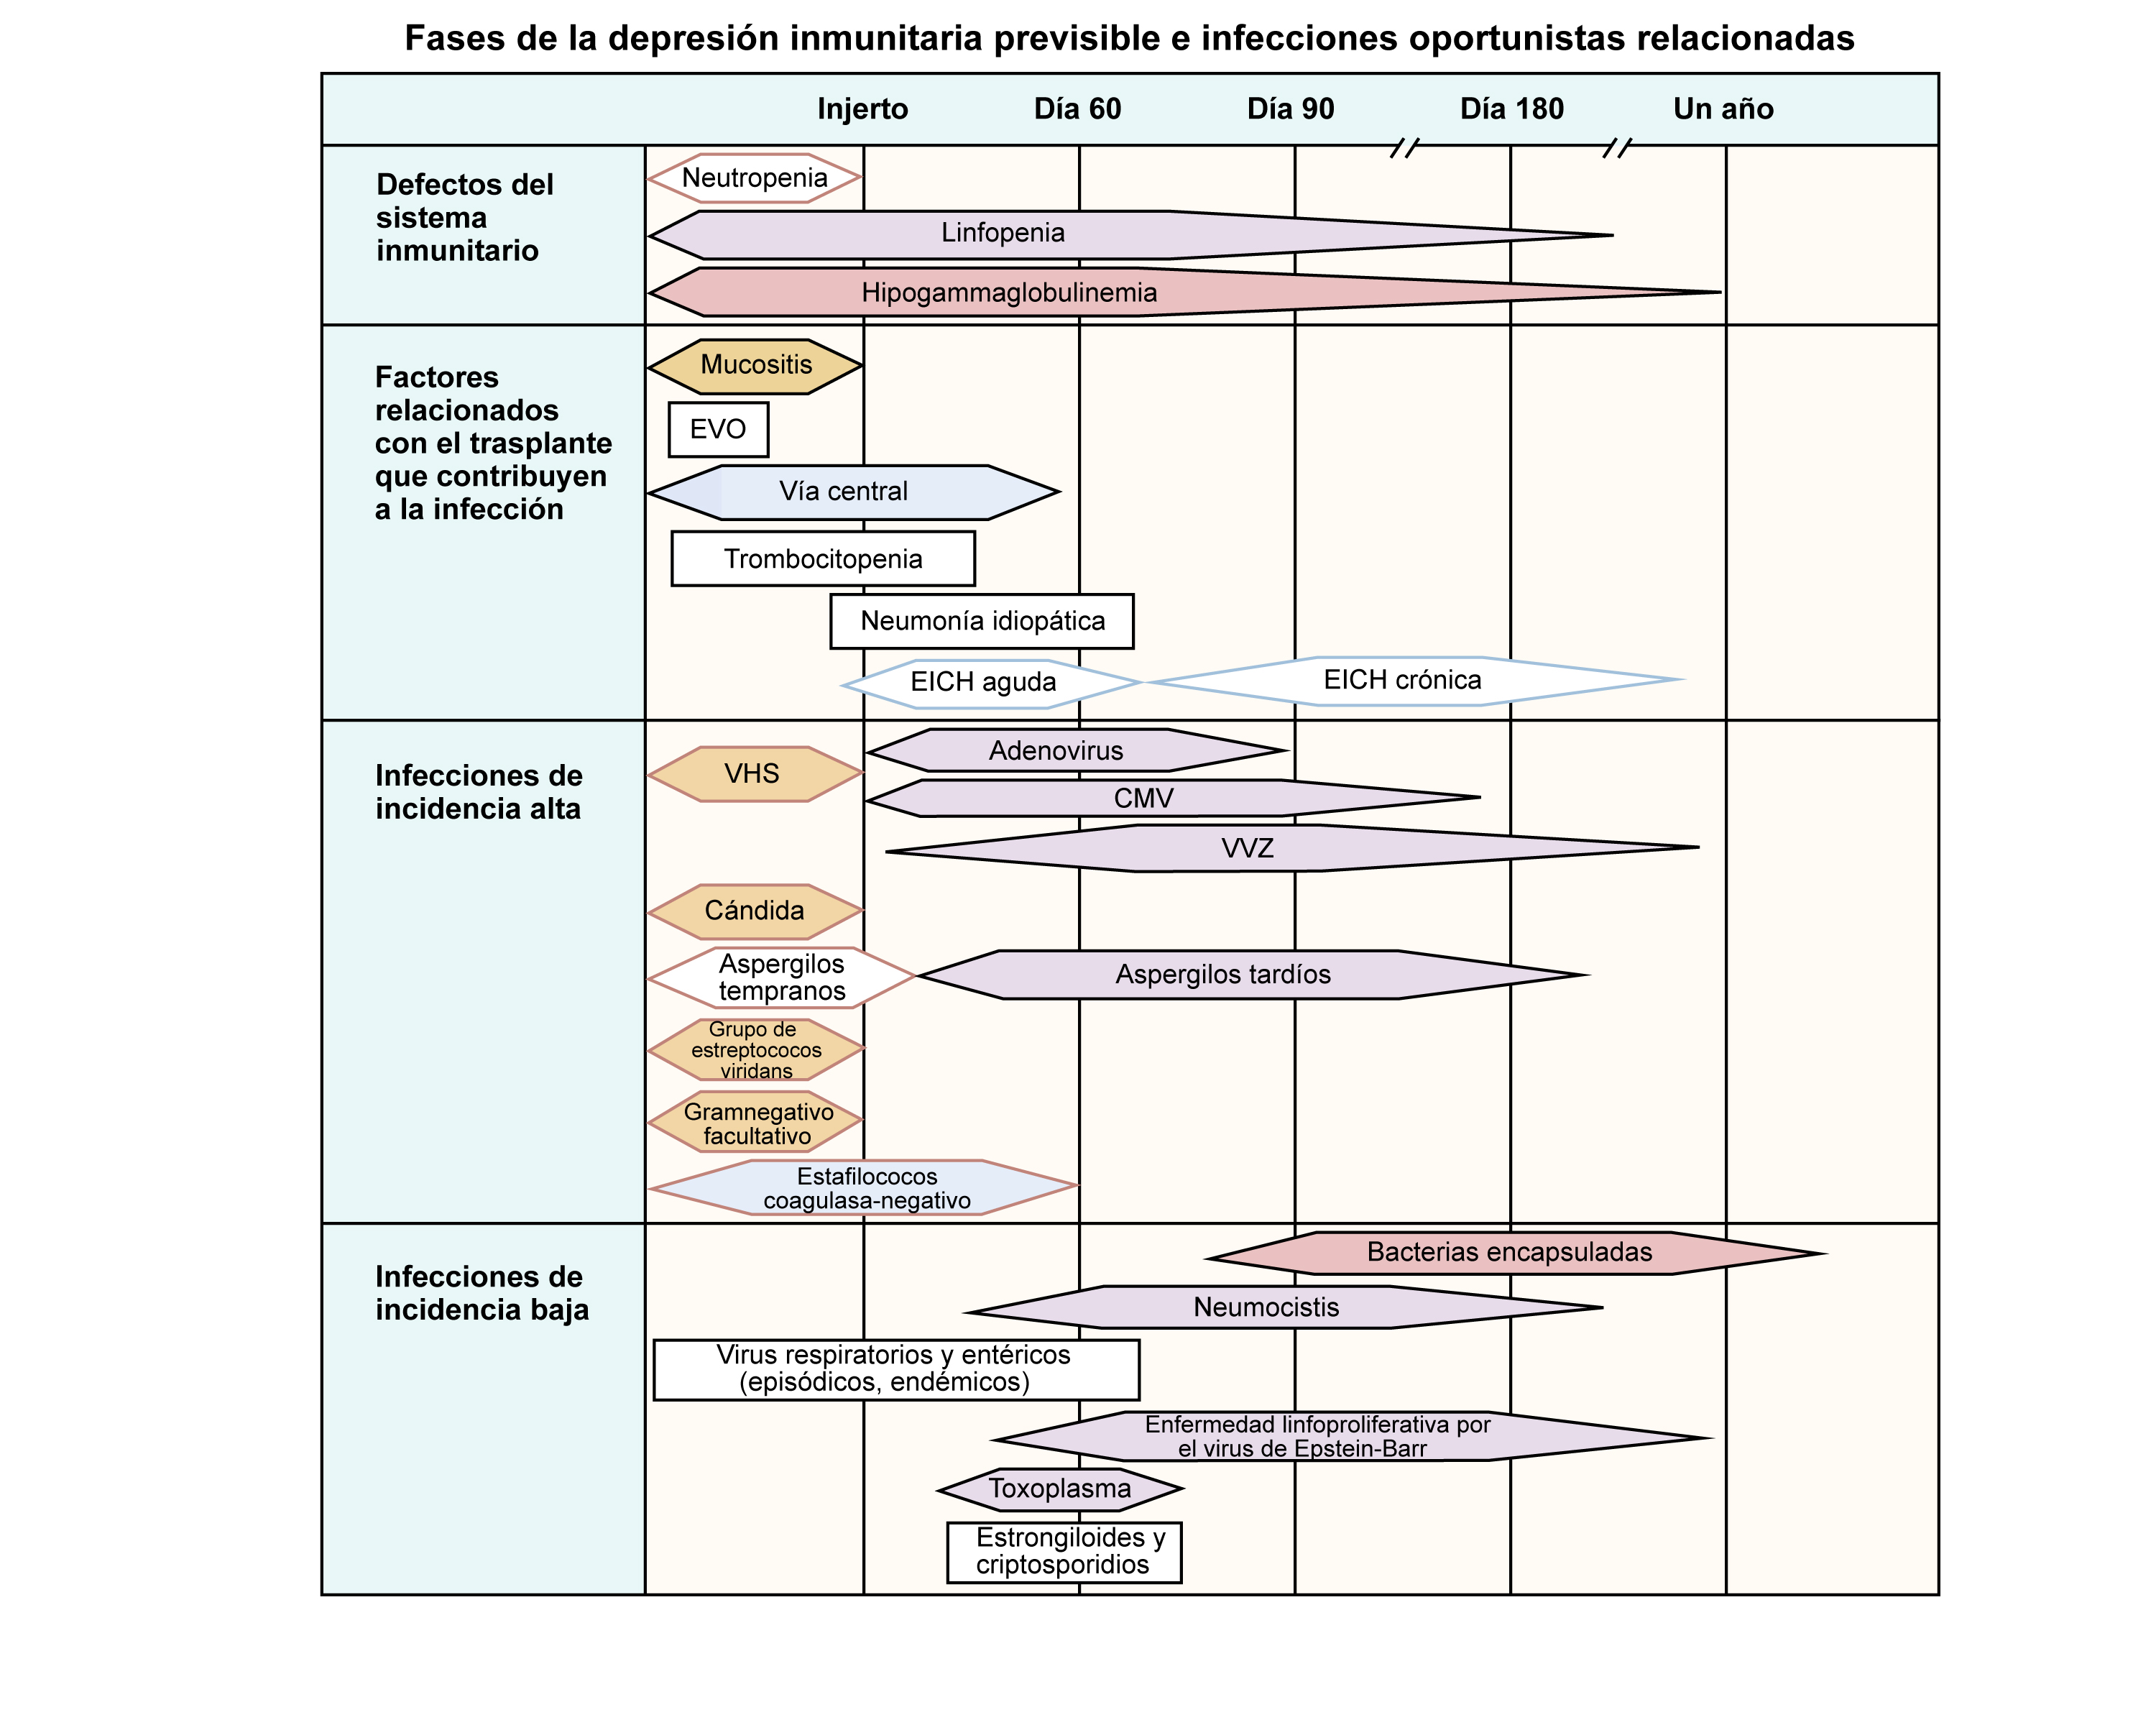 Fases de la depresión inmunitaria previsible e infecciones oportunistas relacionadas
Injerto
Día 60
Día 90
Día 180
Un año
Defectos del
sistema
inmunitario
Neutropenia
Linfopenia
Hipogammaglobulinemia
Factores
relacionados
con el trasplante
que contribuyen
a la infección
Mucositis
EVO
Vía central
Trombocitopenia
Neumonía idiopática
EICH aguda
EICH crónica
Infecciones de
incidencia alta
Adenovirus
VHS
CMV
VVZ
Cándida
Aspergilos
tempranos
Aspergilos tardíos
Grupo de
estreptococos
viridans
Gramnegativo
facultativo
Estafilococos
coagulasa-negativo
Infecciones de
incidencia baja
Bacterias encapsuladas
Neumocistis
Virus respiratorios y entéricos
(episódicos, endémicos)
Enfermedad linfoproliferativa por
el virus de Epstein-Barr
Toxoplasma
Estrongiloides y
criptosporidios